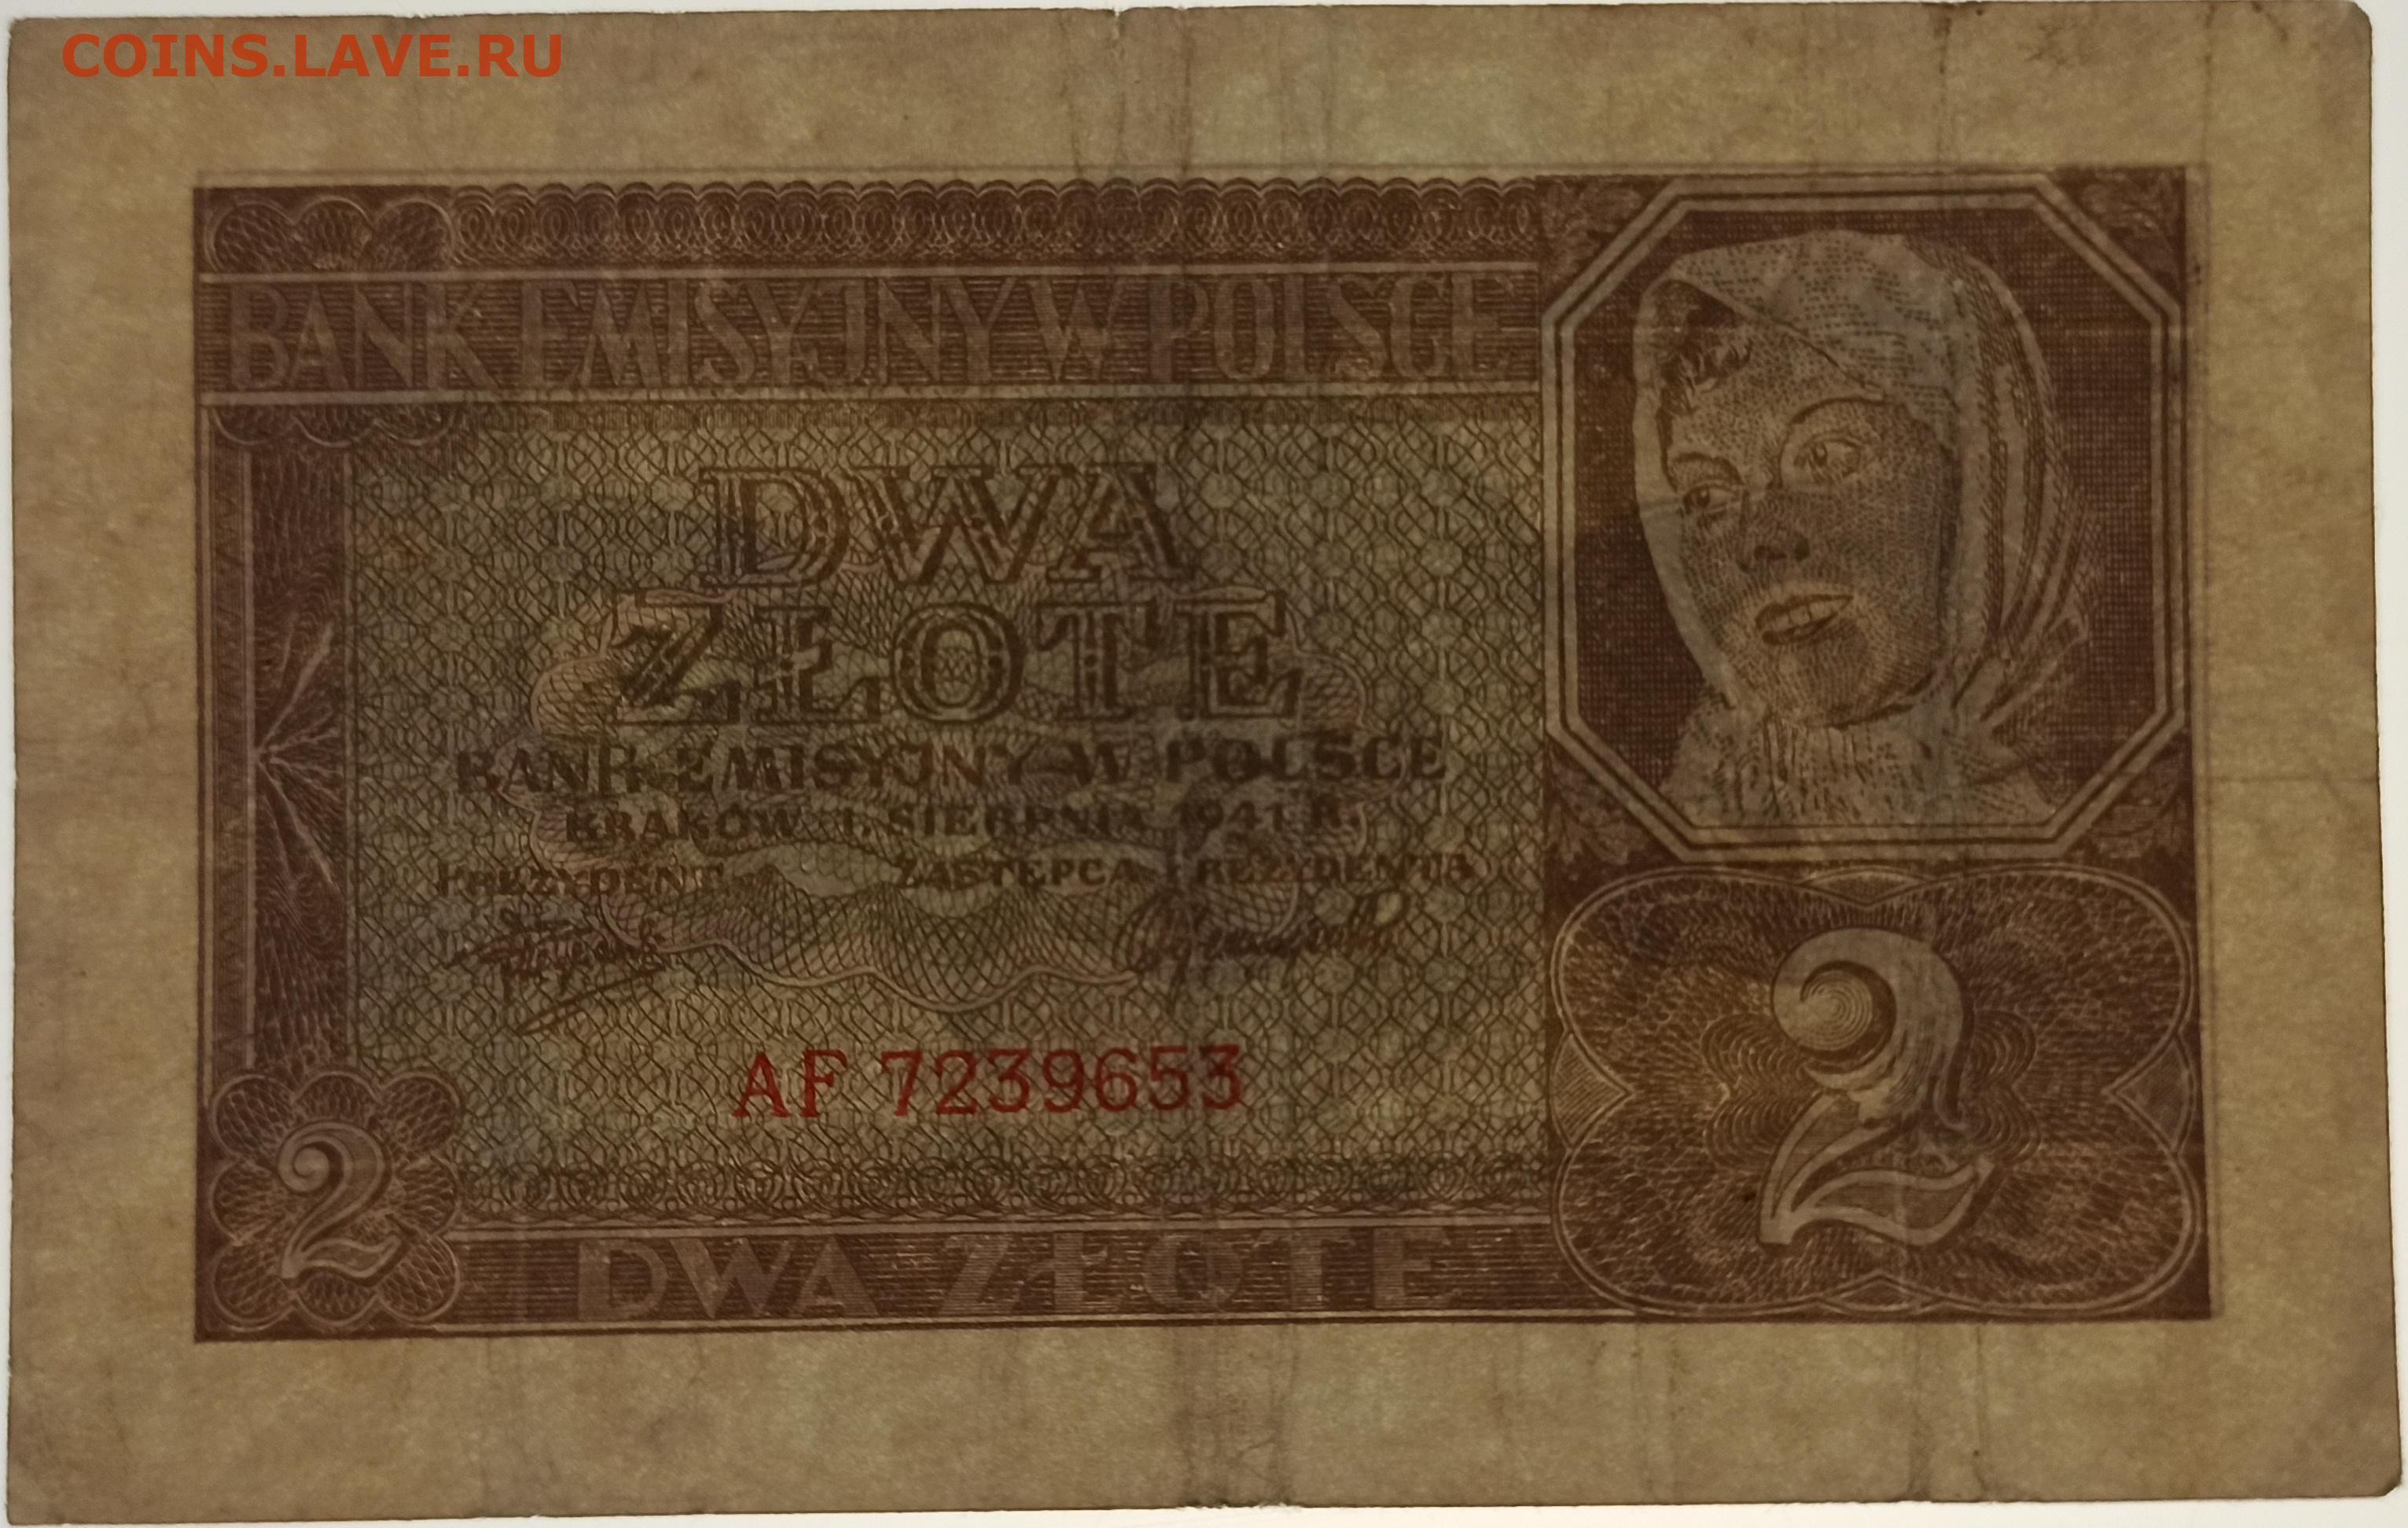 COINS.LAVE.RU
BANK EMISYJNY W POLSCE
DWA
ZŁOTE
BANK EMISYJNY W POLSCE
KRAKÓW 1. SIERPNIA 1941 R.
PREZYDENT ZASTĘPCA PREZYDENTA
AF 7239653
2
2
DWA ZŁOTE